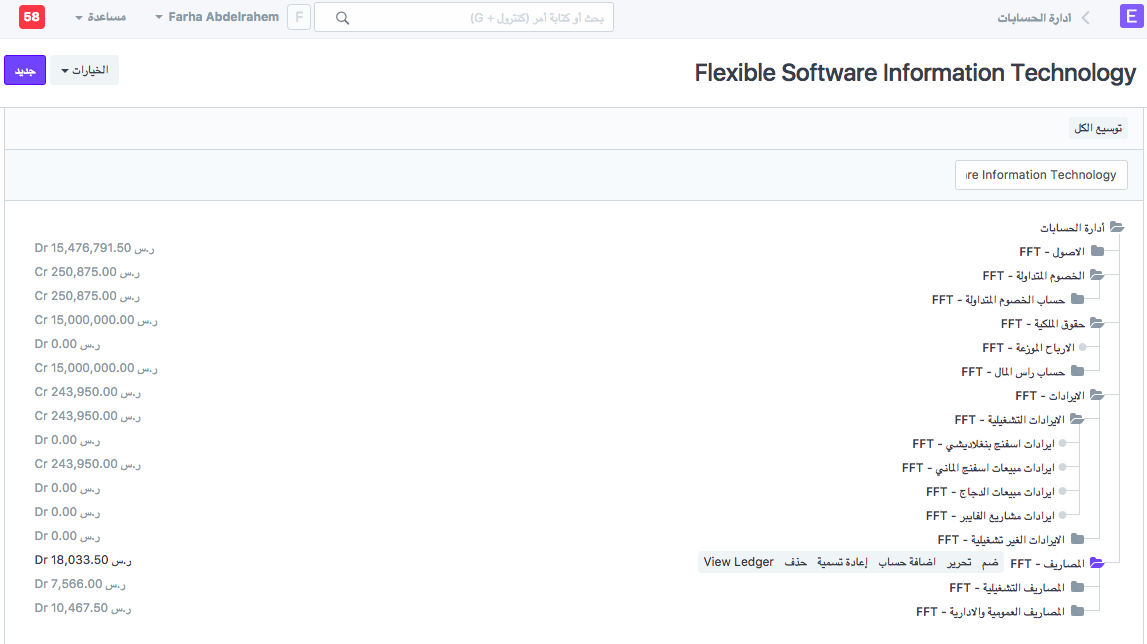 E
ادارة الحسابات
بحث أو كتابة أمر (كنترول + G)
F
Farha Abdelrahem
مساعدة
58
Flexible Software Information Technology
الخيارات
جديد
توسيع الكل
re Information Technology
أدارة الحسابات
الاصول - FFT
Dr 15,476,791.50 ر.س
الخصوم المتداولة - FFT
Cr 250,875.00 ر.س
حساب الخصوم المتداولة - FFT
Cr 250,875.00 ر.س
حقوق الملكية - FFT
Cr 15,000,000.00 ر.س
الارباح الموزعة - FFT
Dr 0.00 ر.س
حساب راس المال - FFT
Cr 15,000,000.00 ر.س
الايرادات - FFT
Cr 243,950.00 ر.س
الايرادات التشغيلية - FFT
Cr 243,950.00 ر.س
ايرادات اسفنج بنغلاديشي - FFT
Dr 0.00 ر.س
ايرادات مبيعات اسفنج الماني - FFT
Cr 243,950.00 ر.س
ايرادات مبيعات الدجاج - FFT
Dr 0.00 ر.س
ايرادات مشاريع الفايبر - FFT
Dr 0.00 ر.س
الايرادات الغير تشغيلية - FFT
Dr 0.00 ر.س
المصاريف - FFT
ضم تحرير اضافة حساب إعادة تسمية حذف View Ledger
Dr 18,033.50 ر.س
المصاريف التشغيلية - FFT
Dr 7,566.00 ر.س
المصاريف العمومية والادارية - FFT
Dr 10,467.50 ر.س